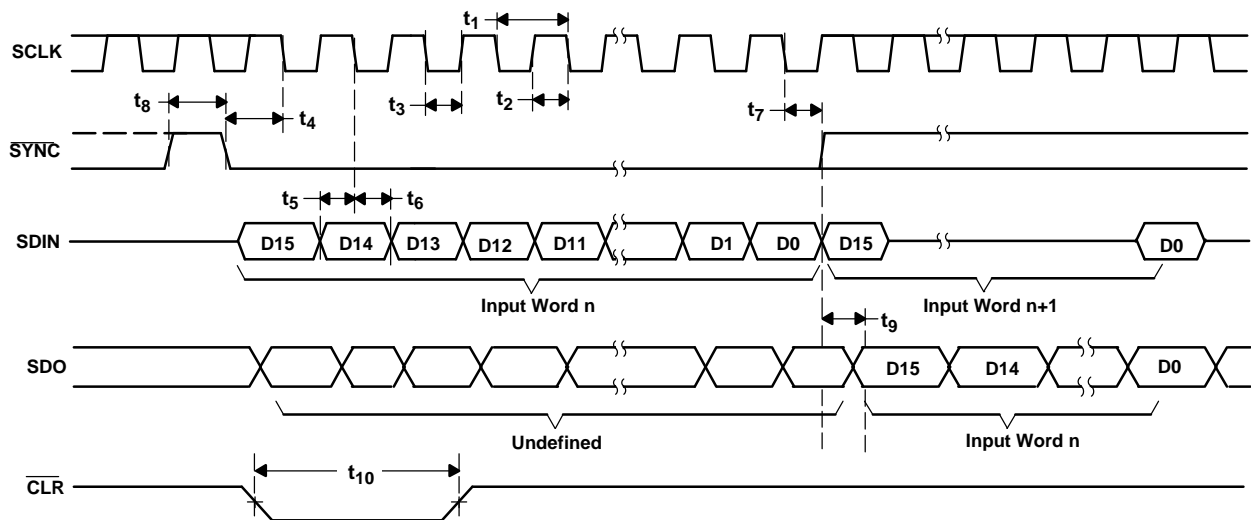 t1
SCLK
t8
t4
t3
t2
t7
SYNC
t5
t6
SDIN
D15
D14
D13
D12
D11
D1
D0
D15
D0
Input Word n
Input Word n+1
t9
SDO
D15
D14
D0
Undefined
Input Word n
t10
CLR